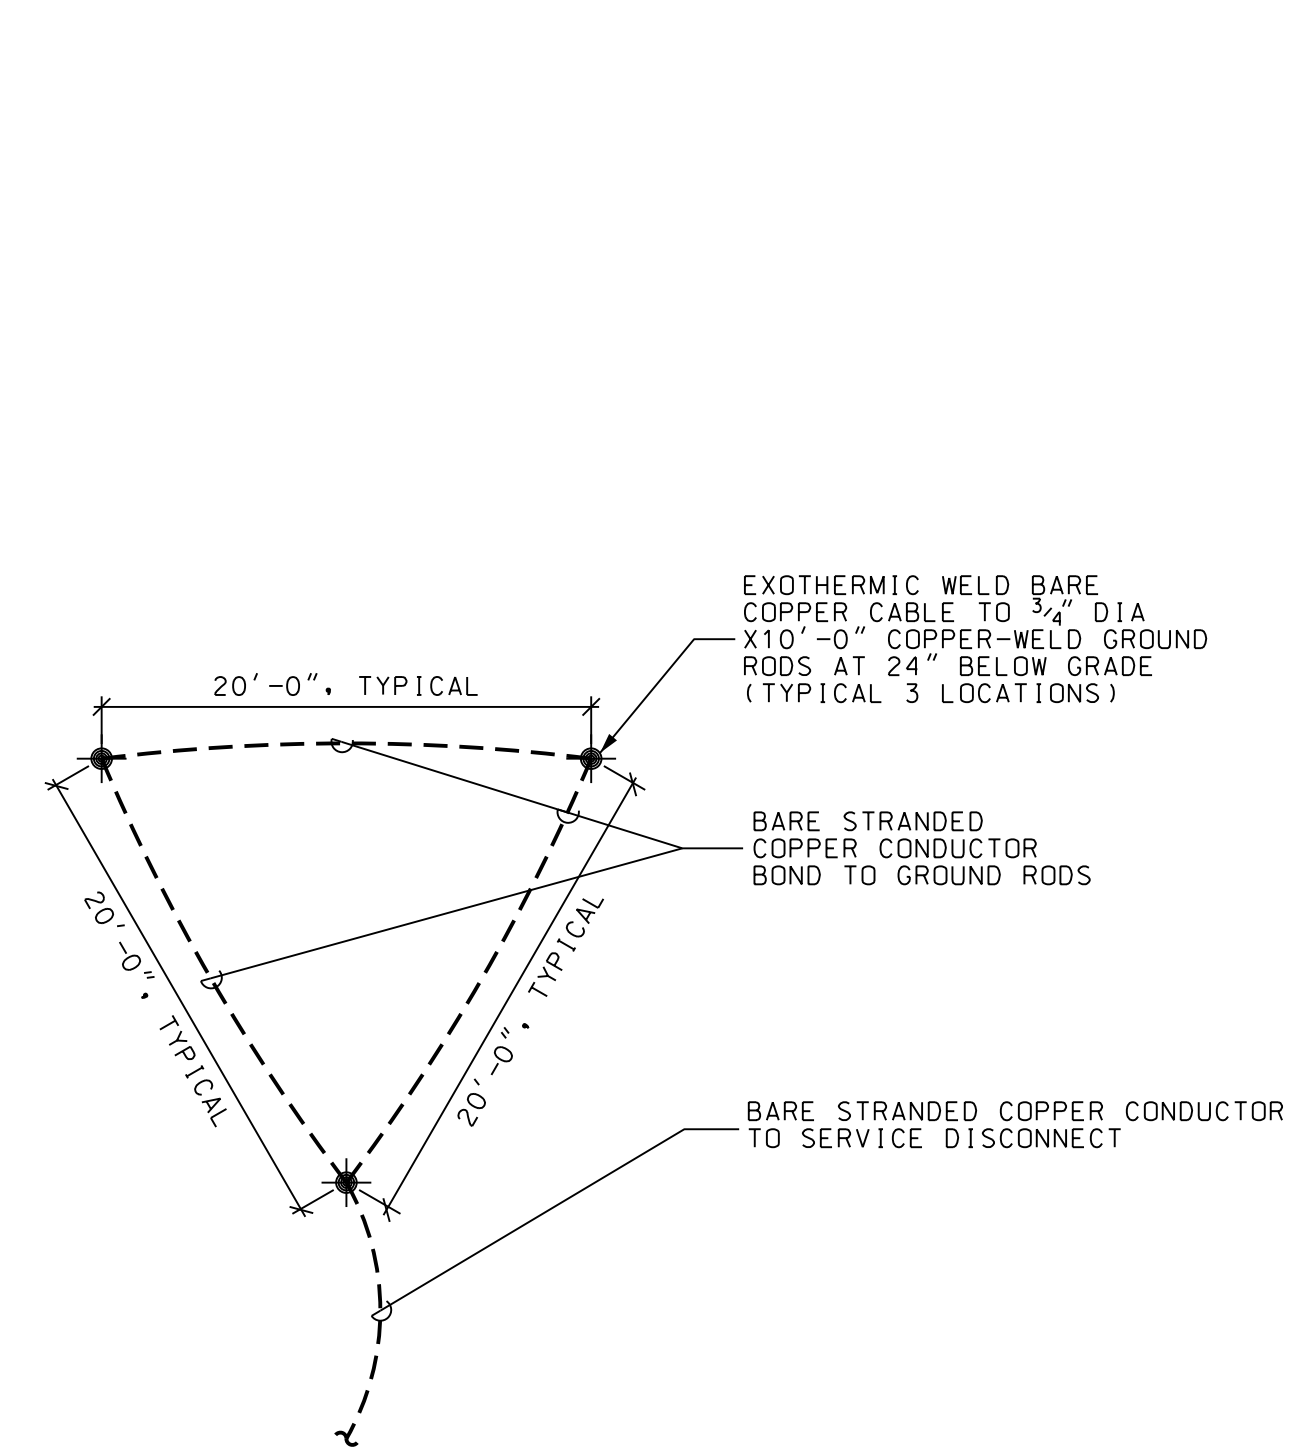 EXOTHERMIC WELD BARE
COPPER CABLE TO 3/4" DIA
X10'-0" COPPER-WELD GROUND
RODS AT 24" BELOW GRADE
(TYPICAL 3 LOCATIONS)
20'-0", TYPICAL
BARE STRANDED
COPPER CONDUCTOR
BOND TO GROUND RODS
20'-0", TYPICAL
20'-0", TYPICAL
BARE STRANDED COPPER CONDUCTOR
TO SERVICE DISCONNECT